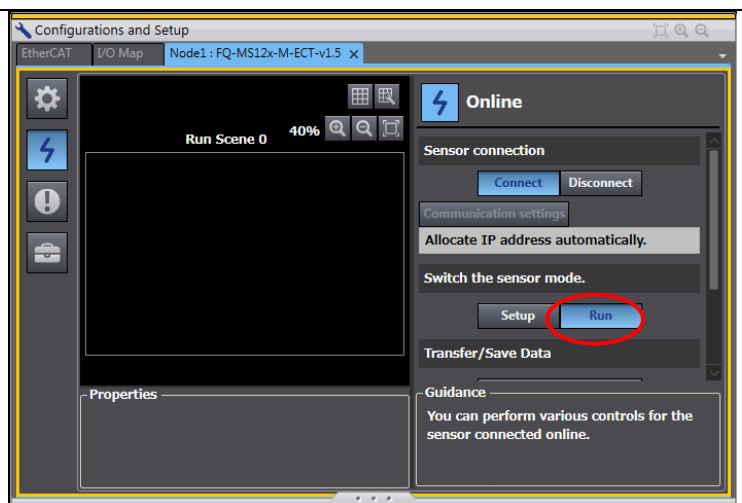 Configurations and Setup
EtherCAT I/O Map Node1 : FQ-MS12x-M-ECT-v1.5
Run Scene 0 40%
Online
Sensor connection
Connect Disconnect
Communication settings
Allocate IP address automatically.
Switch the sensor mode.
Setup Run
Transfer/Save Data
Properties
Guidance
You can perform various controls for the
sensor connected online.